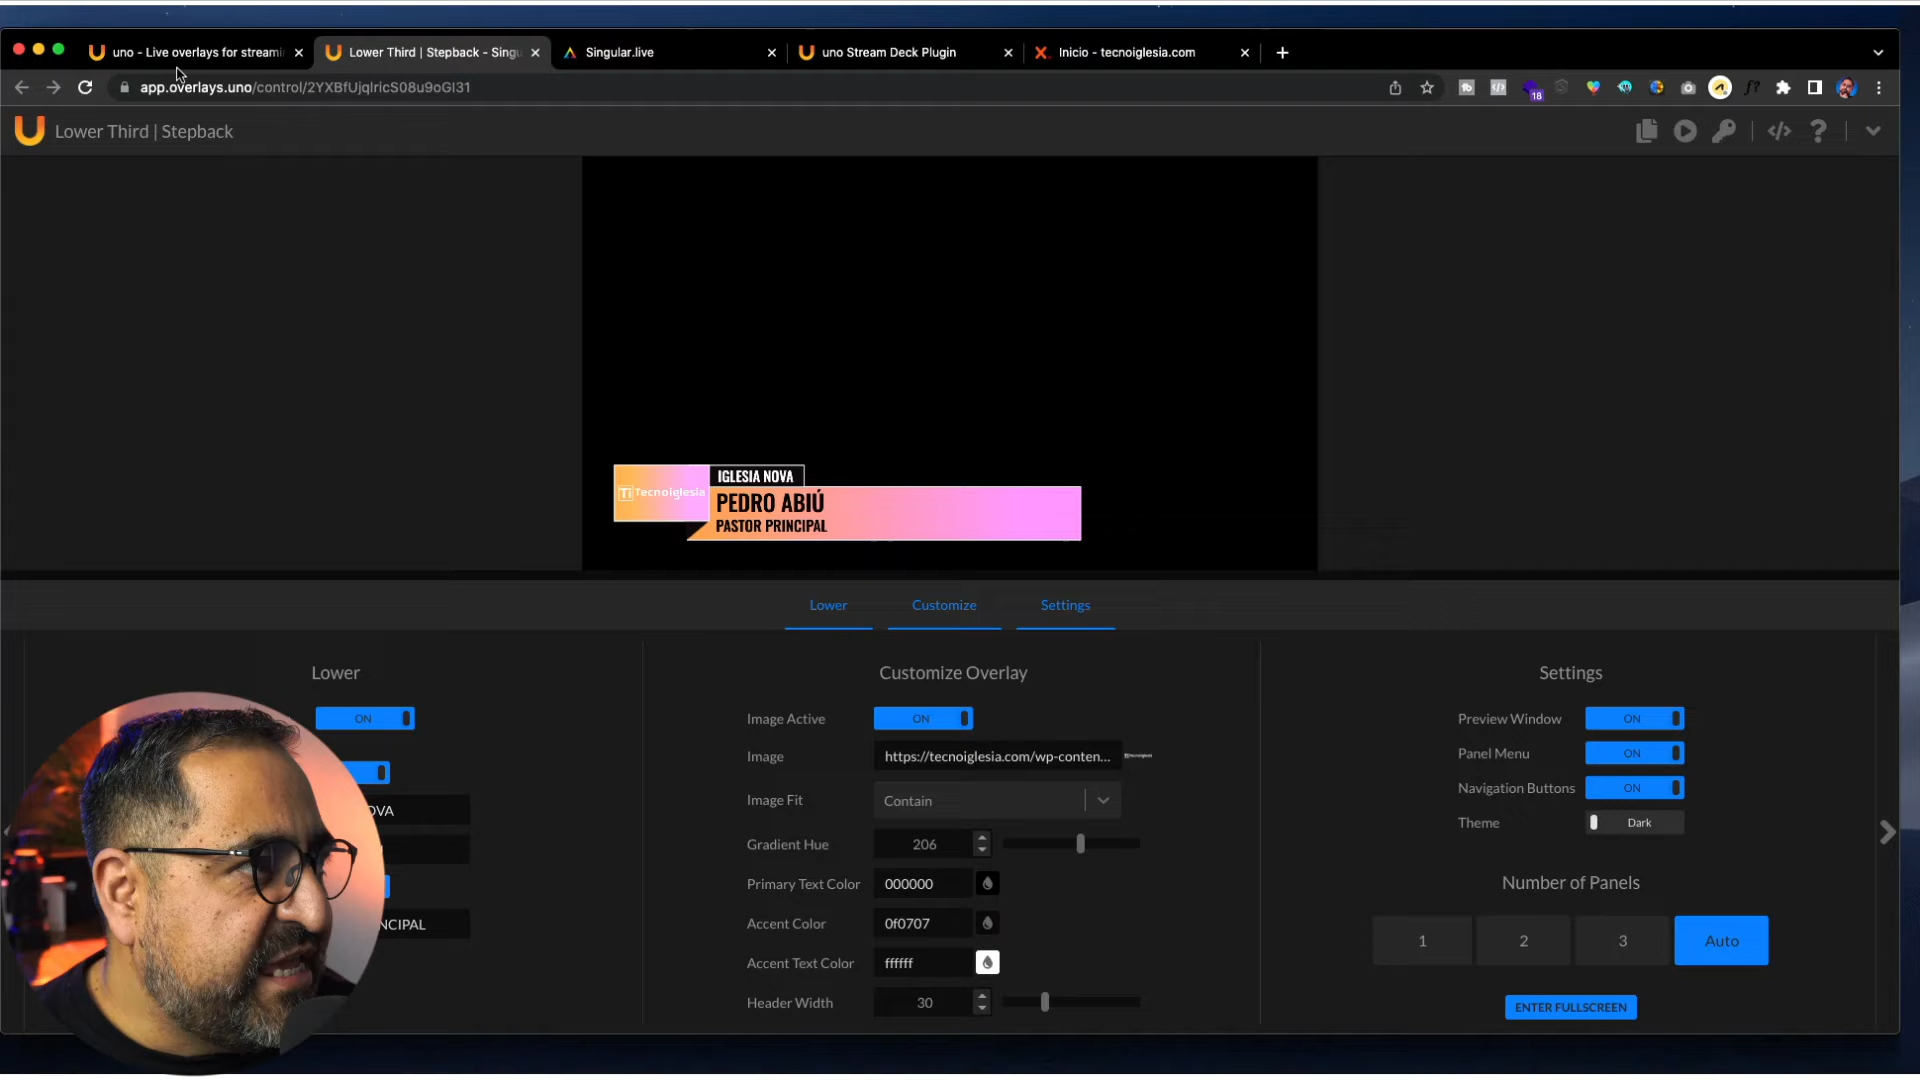 uno - Live overlays for streami
Lower Third | Stepback - Singu
Singular.live
uno Stream Deck Plugin
Inicio - tecnoiglesia.com
app.overlays.uno/control/2YXBfUjqlricS08u9oGl31
18
Lower Third | Stepback
IGLESIA NOVA
Ti Tecnoiglesia
PEDRO ABIÚ
PASTOR PRINCIPAL
Lower
Customize
Settings
Lower
ON
OVA
NCIPAL
Customize Overlay
Image Active
ON
Image
https://tecnoiglesia.com/wp-conten...
Image Fit
Contain
Gradient Hue
206
Primary Text Color
000000
Accent Color
0f0707
Accent Text Color
ffffff
Header Width
30
Settings
Preview Window
ON
Panel Menu
ON
Navigation Buttons
ON
Theme
Dark
Number of Panels
1
2
3
Auto
ENTER FULLSCREEN